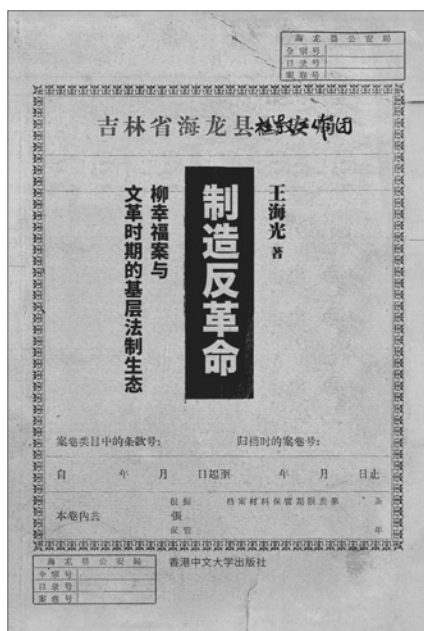 海龙县公安局
全宗号
目录号
案卷号
吉林省海龙县
制造反革命
王海光 著
柳幸福案与
文革时期的基层法制生态
案卷类目中的条款号： 归档时的案卷号：
自 年 月 日起至 年 月 日止
根据 档案材料保管期限表第 条
本卷内共 張
保管 年
海龙县公安局
全宗号
目录号
案卷号
香港中文大学出版社